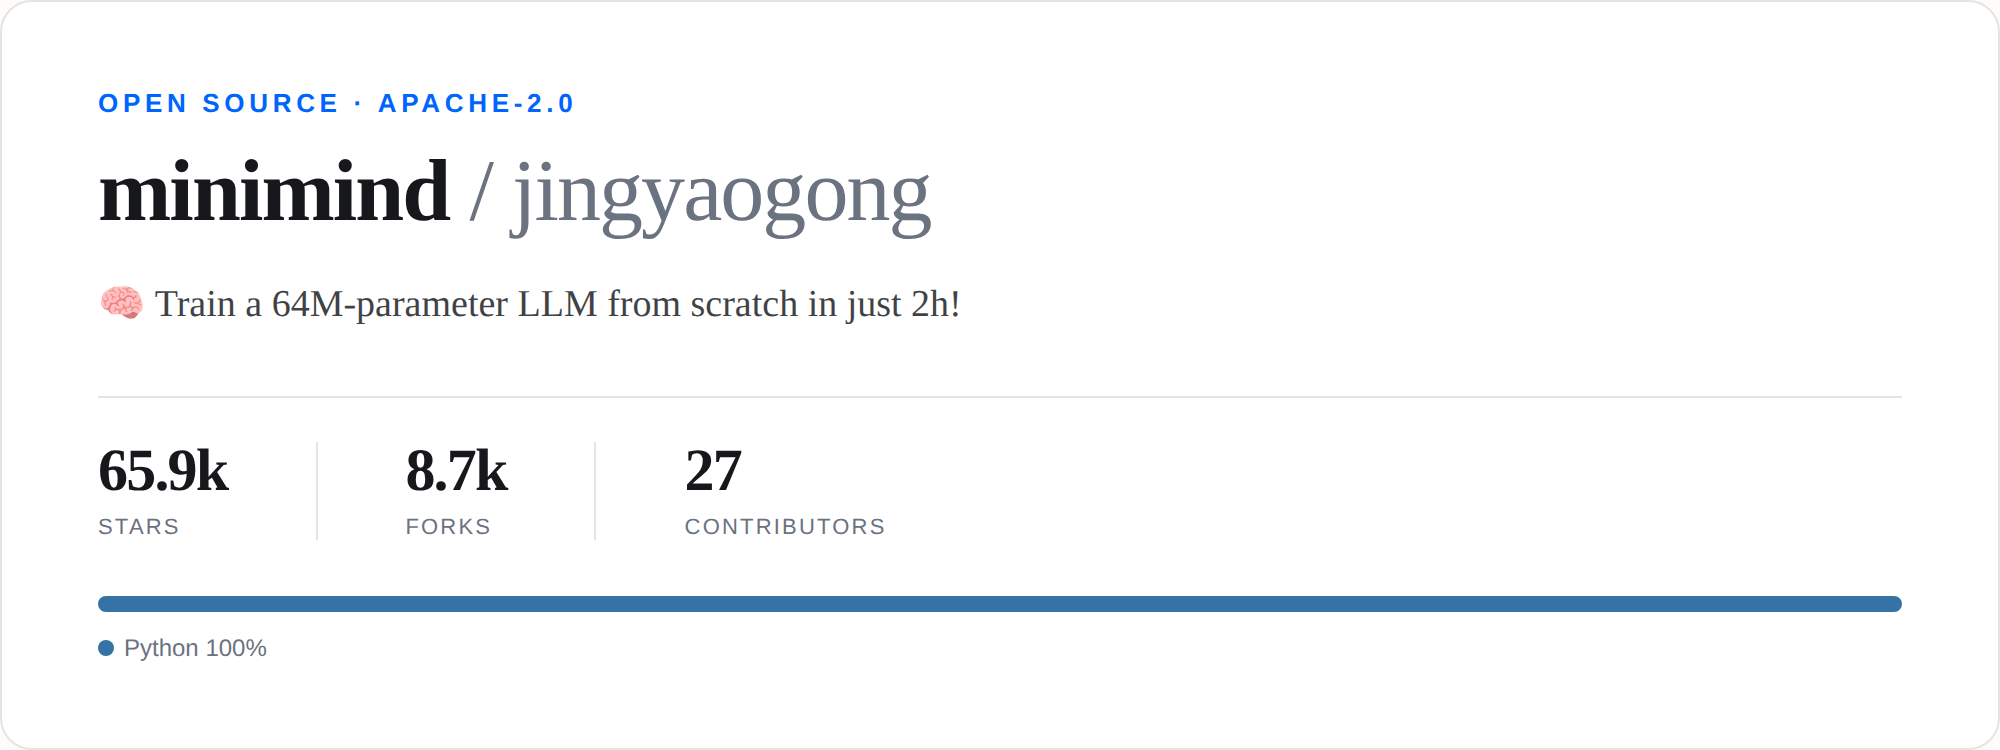 OPEN SOURCE · APACHE-2.0
minimind / jingyaogong
🧠 Train a 64M-parameter LLM from scratch in just 2h!
65.9k 8.7k 27
STARS FORKS CONTRIBUTORS
Python 100%